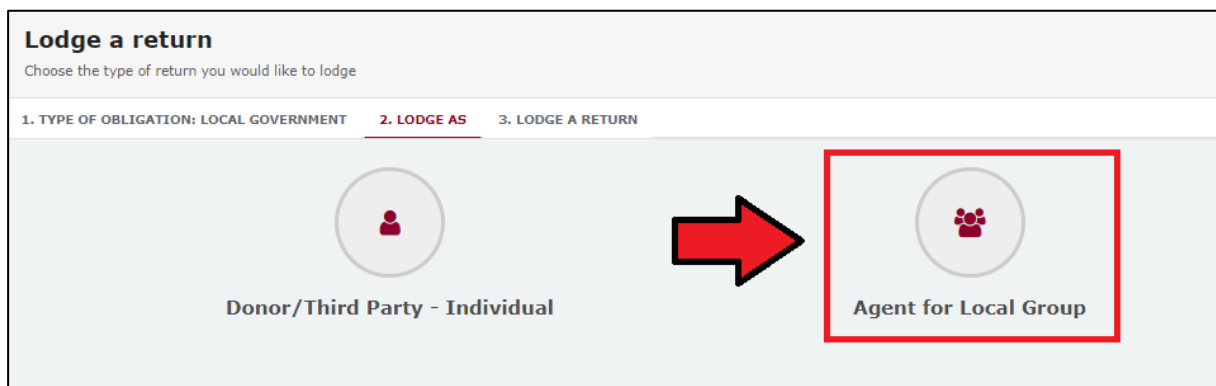 Lodge a return
Choose the type of return you would like to lodge
1. TYPE OF OBLIGATION: LOCAL GOVERNMENT 2. LODGE AS 3. LODGE A RETURN
Donor/Third Party - Individual
Agent for Local Group